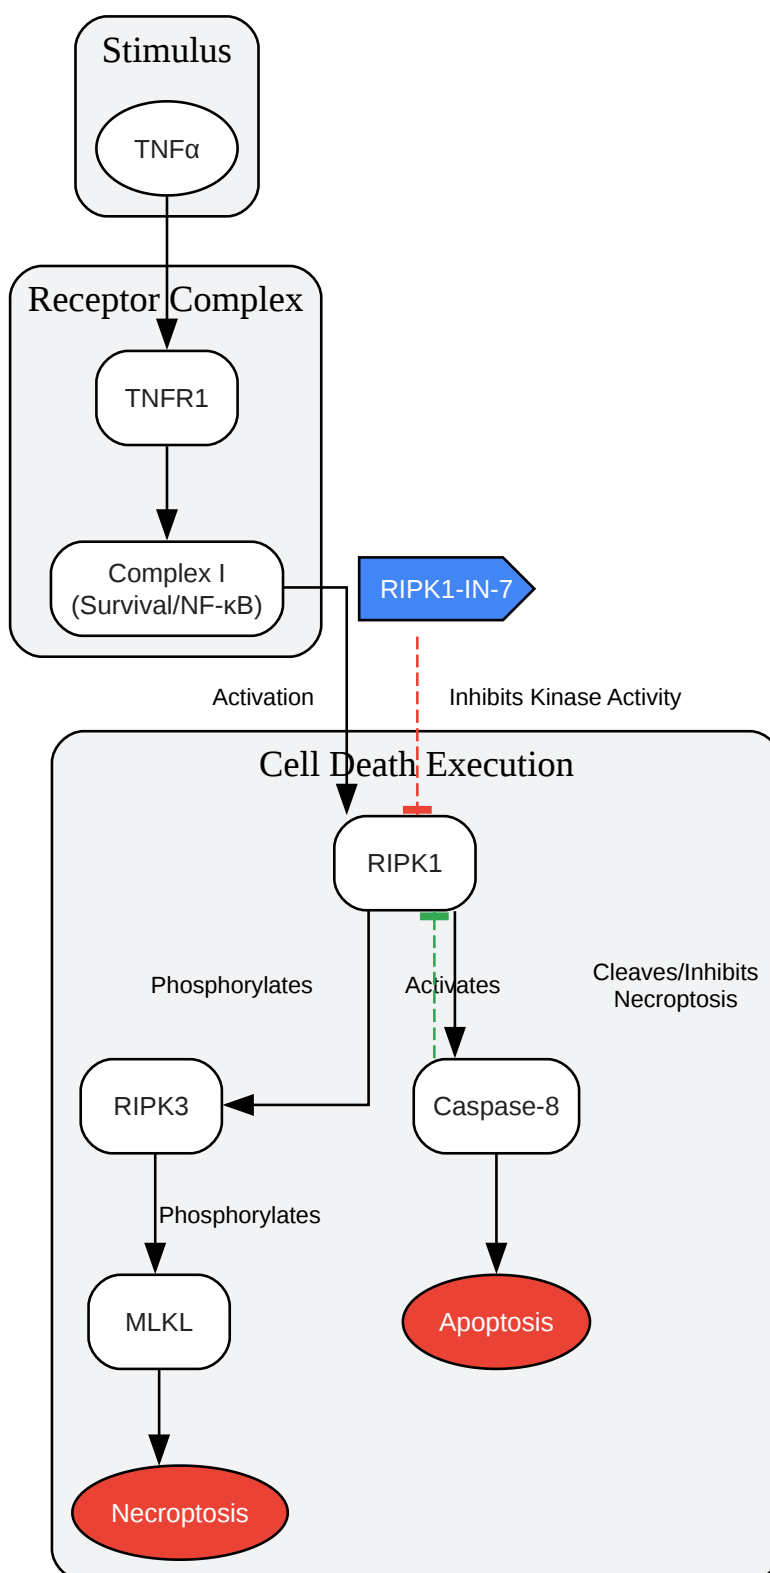 Stimulus
TNFα
Receptor Complex
TNFR1
Complex I
(Survival/NF-κB)
RIPK1-IN-7
Activation
Inhibits Kinase Activity
Cell Death Execution
RIPK1
Phosphorylates
Activates
Cleaves/Inhibits
Necroptosis
RIPK3
Caspase-8
Phosphorylates
MLKL
Apoptosis
Necroptosis